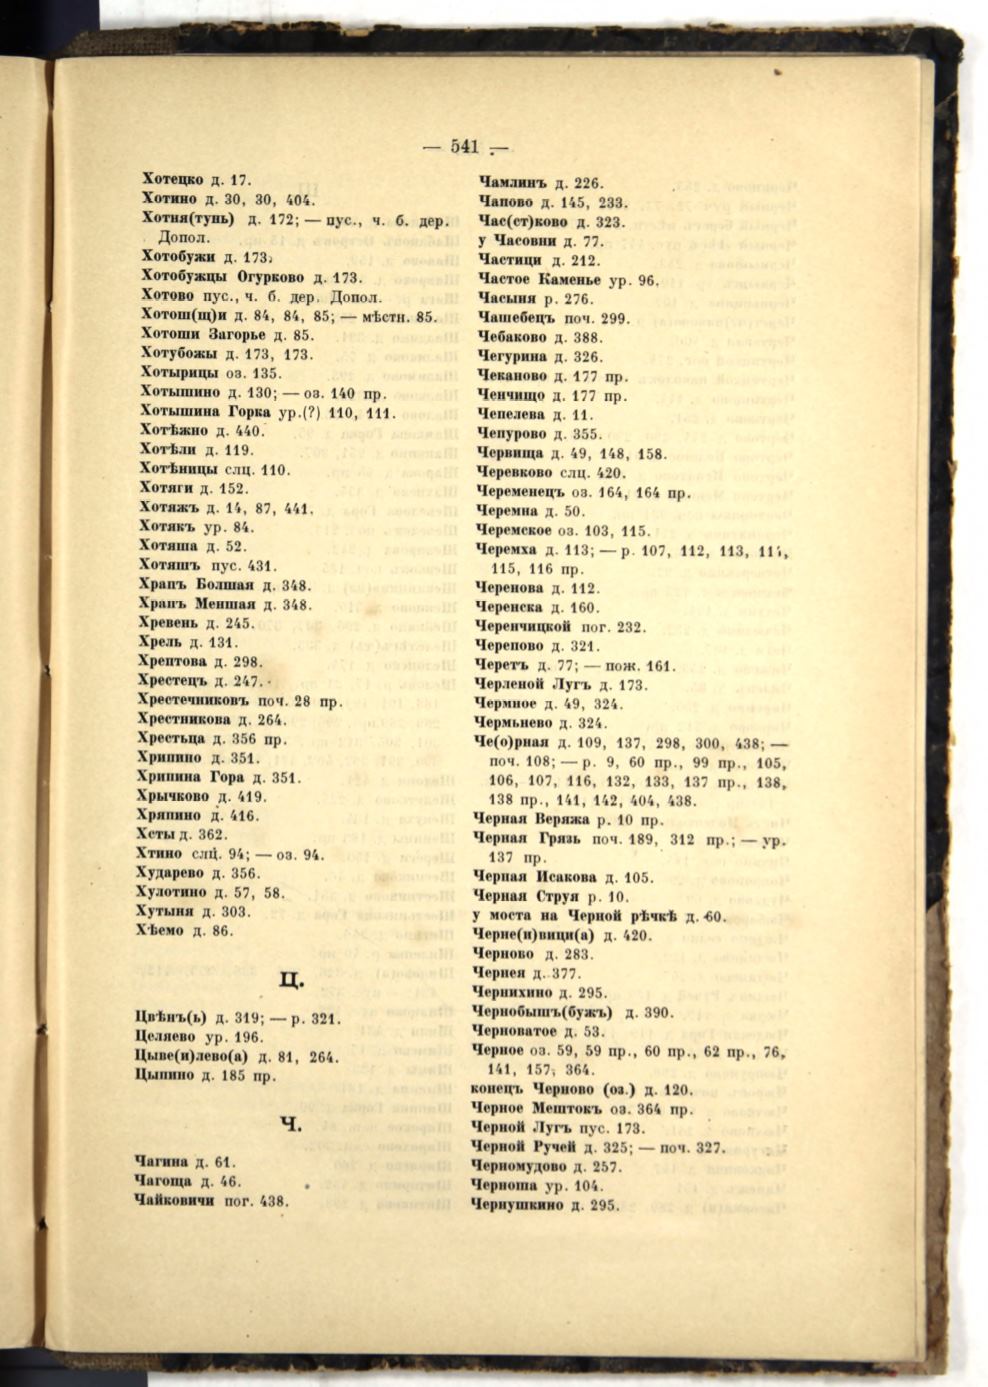 — 541 —
Хотецко д. 17.
Хотино д. 30, 30, 404.
Хотня(тунь) д. 172; — пус., ч. б. дер.
Допол.
Хотобужи д. 173.
Хотобужцы Огурково д. 173.
Хотово пус., ч. б. дер. Допол.
Хотош(щ)и д. 84, 84, 85; — мѣстн. 85.
Хотоши Загорье д. 85.
Хотубожы д. 173, 173.
Хотырицы оз. 135.
Хотышино д. 130; — оз. 140 пр.
Хотышина Горка ур.(?) 110, 111.
Хотѣжно д. 440.
Хотѣли д. 119.
Хотѣницы слц. 110.
Хотяги д. 152.
Хотяжъ д. 14, 87, 441.
Хотякъ ур. 84.
Хотяша д. 52.
Хотяшъ пус. 431.
Храпъ Болшая д. 348.
Храпъ Меншая д. 348.
Хревень д. 245.
Хрель д. 131.
Хрептова д. 298.
Хрестецъ д. 247.
Хрестечниковъ поч. 28 пр.
Хрестникова д. 264.
Хрестьца д. 356 пр.
Хрипино д. 351.
Хрипина Гора д. 351.
Хрычково д. 419.
Хряпино д. 416.
Хсты д. 362.
Хтино слц. 94; — оз. 94.
Хударево д. 356.
Хулотино д. 57, 58.
Хутыня д. 303.
Хѣемо д. 86.
Ц.
Цвѣнъ(ь) д. 319; — р. 321.
Целяево ур. 196.
Цыве(и)лево(а) д. 81, 264.
Цыпино д. 185 пр.
Ч.
Чагина д. 61.
Чагоща д. 46.
Чайковичи пог. 438.
Чамлинъ д. 226.
Чапово д. 145, 233.
Час(ст)ково д. 323.
у Часовни д. 77.
Частици д. 212.
Частое Каменье ур. 96.
Часыня р. 276.
Чашебецъ поч. 299.
Чебаково д. 388.
Чегурина д. 326.
Чеканово д. 177 пр.
Ченчищо д. 177 пр.
Чепелева д. 11.
Чепурово д. 355.
Червища д. 49, 148, 158.
Черевково слц. 420.
Череменецъ оз. 164, 164 пр.
Черемна д. 50.
Черемское оз. 103, 115.
Черемха д. 113; — р. 107, 112, 113,
115, 116 пр.
Черенова д. 112.
Черенска д. 160.
Черенчицкой пог. 232.
Черепово д. 321.
Черетъ д. 77; — пож. 161.
Черленой Лугъ д. 173.
Чермное д. 49, 324.
Чермьнево д. 324.
Че(о)рная д. 109, 137, 298, 300, 438; —
поч. 108; — р. 9, 60 пр., 99 пр., 105,
106, 107, 116, 132, 133, 137 пр., 138,
138 пр., 141, 142, 404, 438.
Черная Веряжа р. 10 пр.
Черная Грязь поч. 189, 312 пр.; — ур.
137 пр.
Черная Исакова д. 105.
Черная Струя р. 10.
у моста на Черной рѣчкѣ д. 60.
Черне(и)вици(а) д. 420.
Черново д. 283.
Чернея д. 377.
Чернихино д. 295.
Чернобышъ(бужъ) д. 390.
Черноватое д. 53.
Черное оз. 59, 59 пр., 60 пр., 62 пр., 76,
141, 157, 364.
конецъ Черново (оз.) д. 120.
Черное Мештокъ оз. 364 пр.
Черной Лугъ пус. 173.
Черной Ручей д. 325; — поч. 327.
Черномудово д. 257.
Черноша ур. 104.
Чернушкино д. 295.